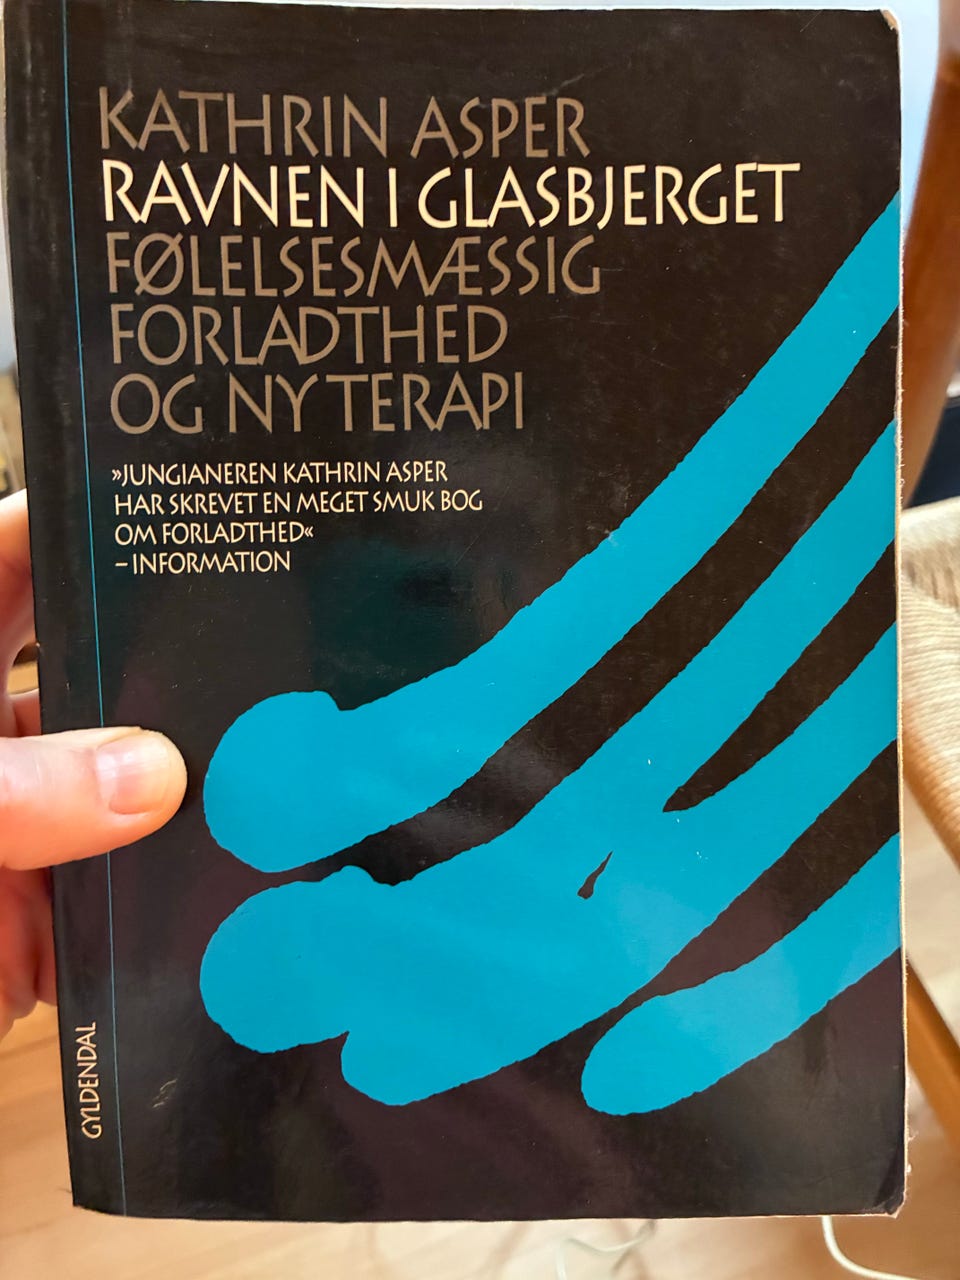 KATHRIN ASPER
RAVNEN I GLASBJERGET
FØLELSESMÆSSIG
FORLADTHED
OG NY TERAPI
»JUNGIANEREN KATHRIN ASPER
HAR SKREVET EN MEGET SMUK BOG
OM FORLADTHED«
– INFORMATION
GYLDENDAL